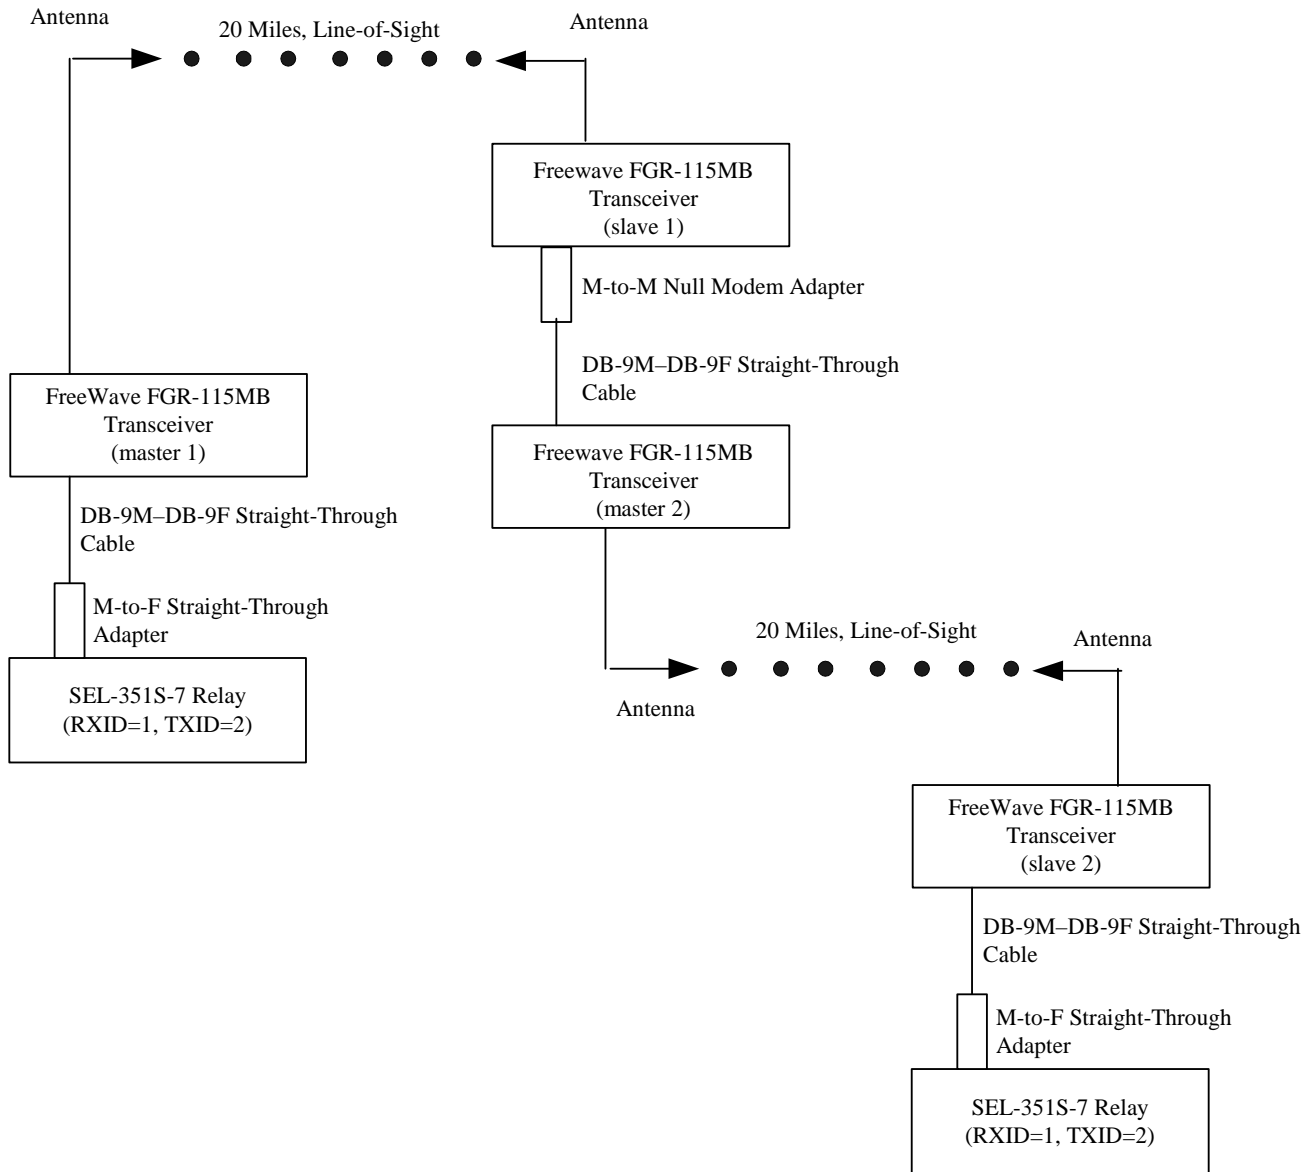 Antenna
20 Miles, Line-of-Sight
Antenna
Freewave FGR-115MB
Transceiver
(slave 1)
M-to-M Null Modem Adapter
DB-9M–DB-9F Straight-Through
Cable
FreeWave FGR-115MB
Transceiver
(master 1)
Freewave FGR-115MB
Transceiver
(master 2)
DB-9M–DB-9F Straight-Through
Cable
M-to-F Straight-Through
Adapter
SEL-351S-7 Relay
(RXID=1, TXID=2)
20 Miles, Line-of-Sight
Antenna
Antenna
FreeWave FGR-115MB
Transceiver
(slave 2)
DB-9M–DB-9F Straight-Through
Cable
M-to-F Straight-Through
Adapter
SEL-351S-7 Relay
(RXID=1, TXID=2)